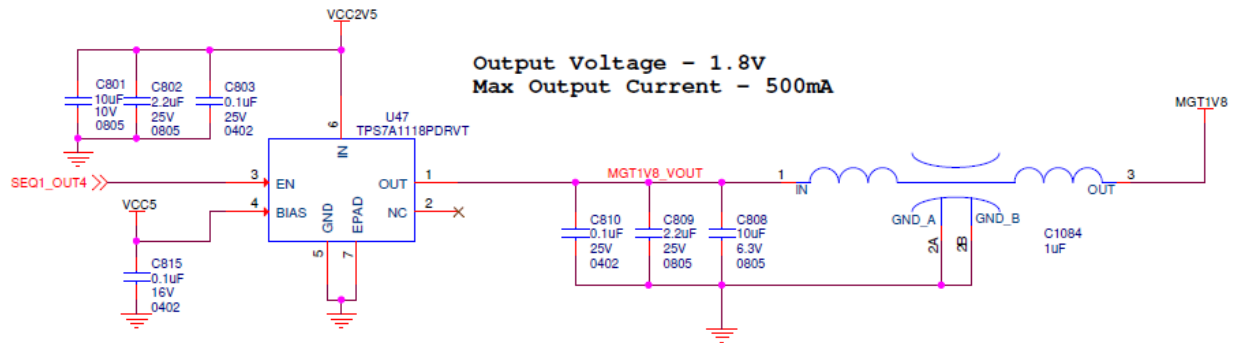 VCC2V5
Output Voltage - 1.8V
Max Output Current - 500mA
C801
10uF
10V
0805
C802
2.2uF
25V
0805
C803
0.1uF
25V
0402
U47
TPS7A1118PDRVT
6
IN
SEQ1_OUT4
3
EN
VCC5
4
BIAS
OUT
1
NC
2
GND
EPAD
5
7
C815
0.1uF
16V
0402
MGT1V8_VOUT
C810
0.1uF
25V
0402
C809
2.2uF
25V
0805
C808
10uF
6.3V
0805
1
IN
MGT1V8
3
OUT
GND_A
GND_B
2A
2B
C1084
1uF